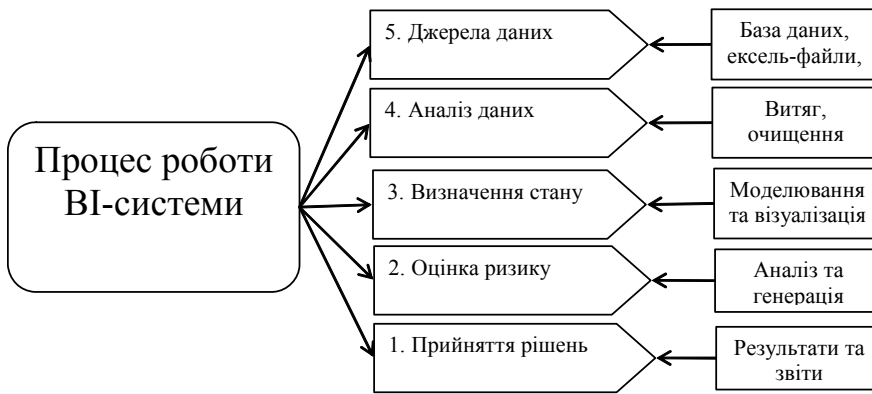 Процес роботи
BI-системи
5. Джерела даних
База даних,
ексель-файли,
4. Аналіз даних
Витяг,
очищення
3. Визначення стану
Моделювання
та візуалізація
2. Оцінка ризику
Аналіз та
генерація
1. Прийняття рішень
Результати та
звіти